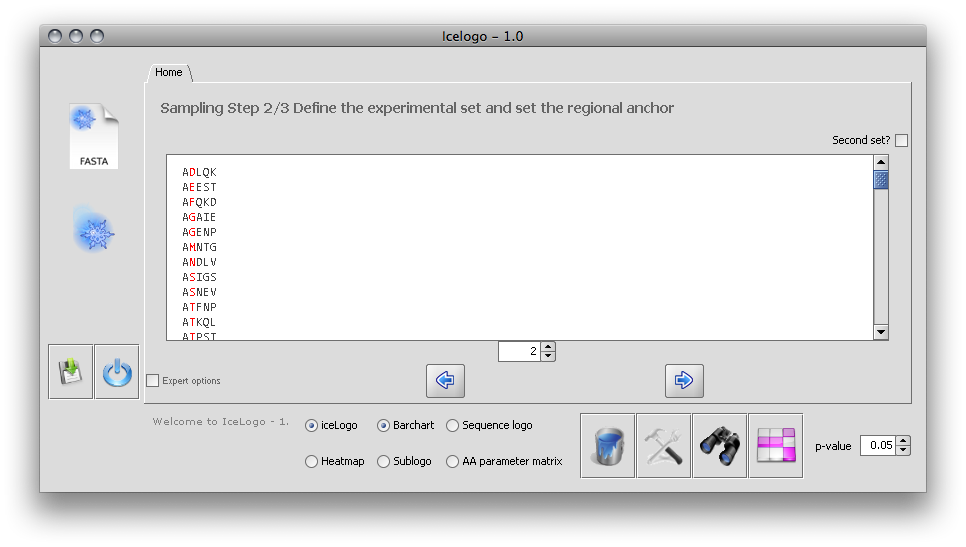 Icelogo – 1.0
Home
Sampling Step 2/3 Define the experimental set and set the regional anchor
FASTA
Second set?
ADLQK
AEEST
AFQKD
AGAIE
AGENP
AMNTG
ANDLV
ASIGS
ASNEV
ATFNP
ATKQL
ATPST
2
Expert options
Welcome to IceLogo - 1.
iceLogo Barchart Sequence logo
p-value 0.05
Heatmap Sublogo AA parameter matrix